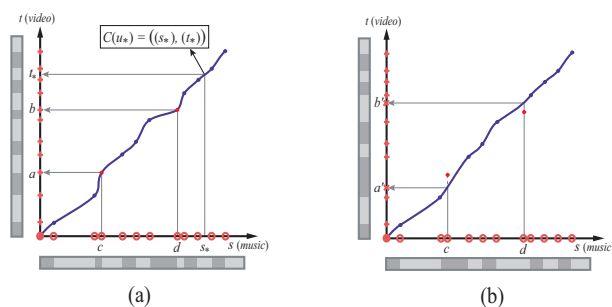 t (video)
C(u*) = ((s*), (t*))
t*
b
a
c
d
s*
s (music)
(a)
t (video)
b'
a'
c
d
s (music)
(b)